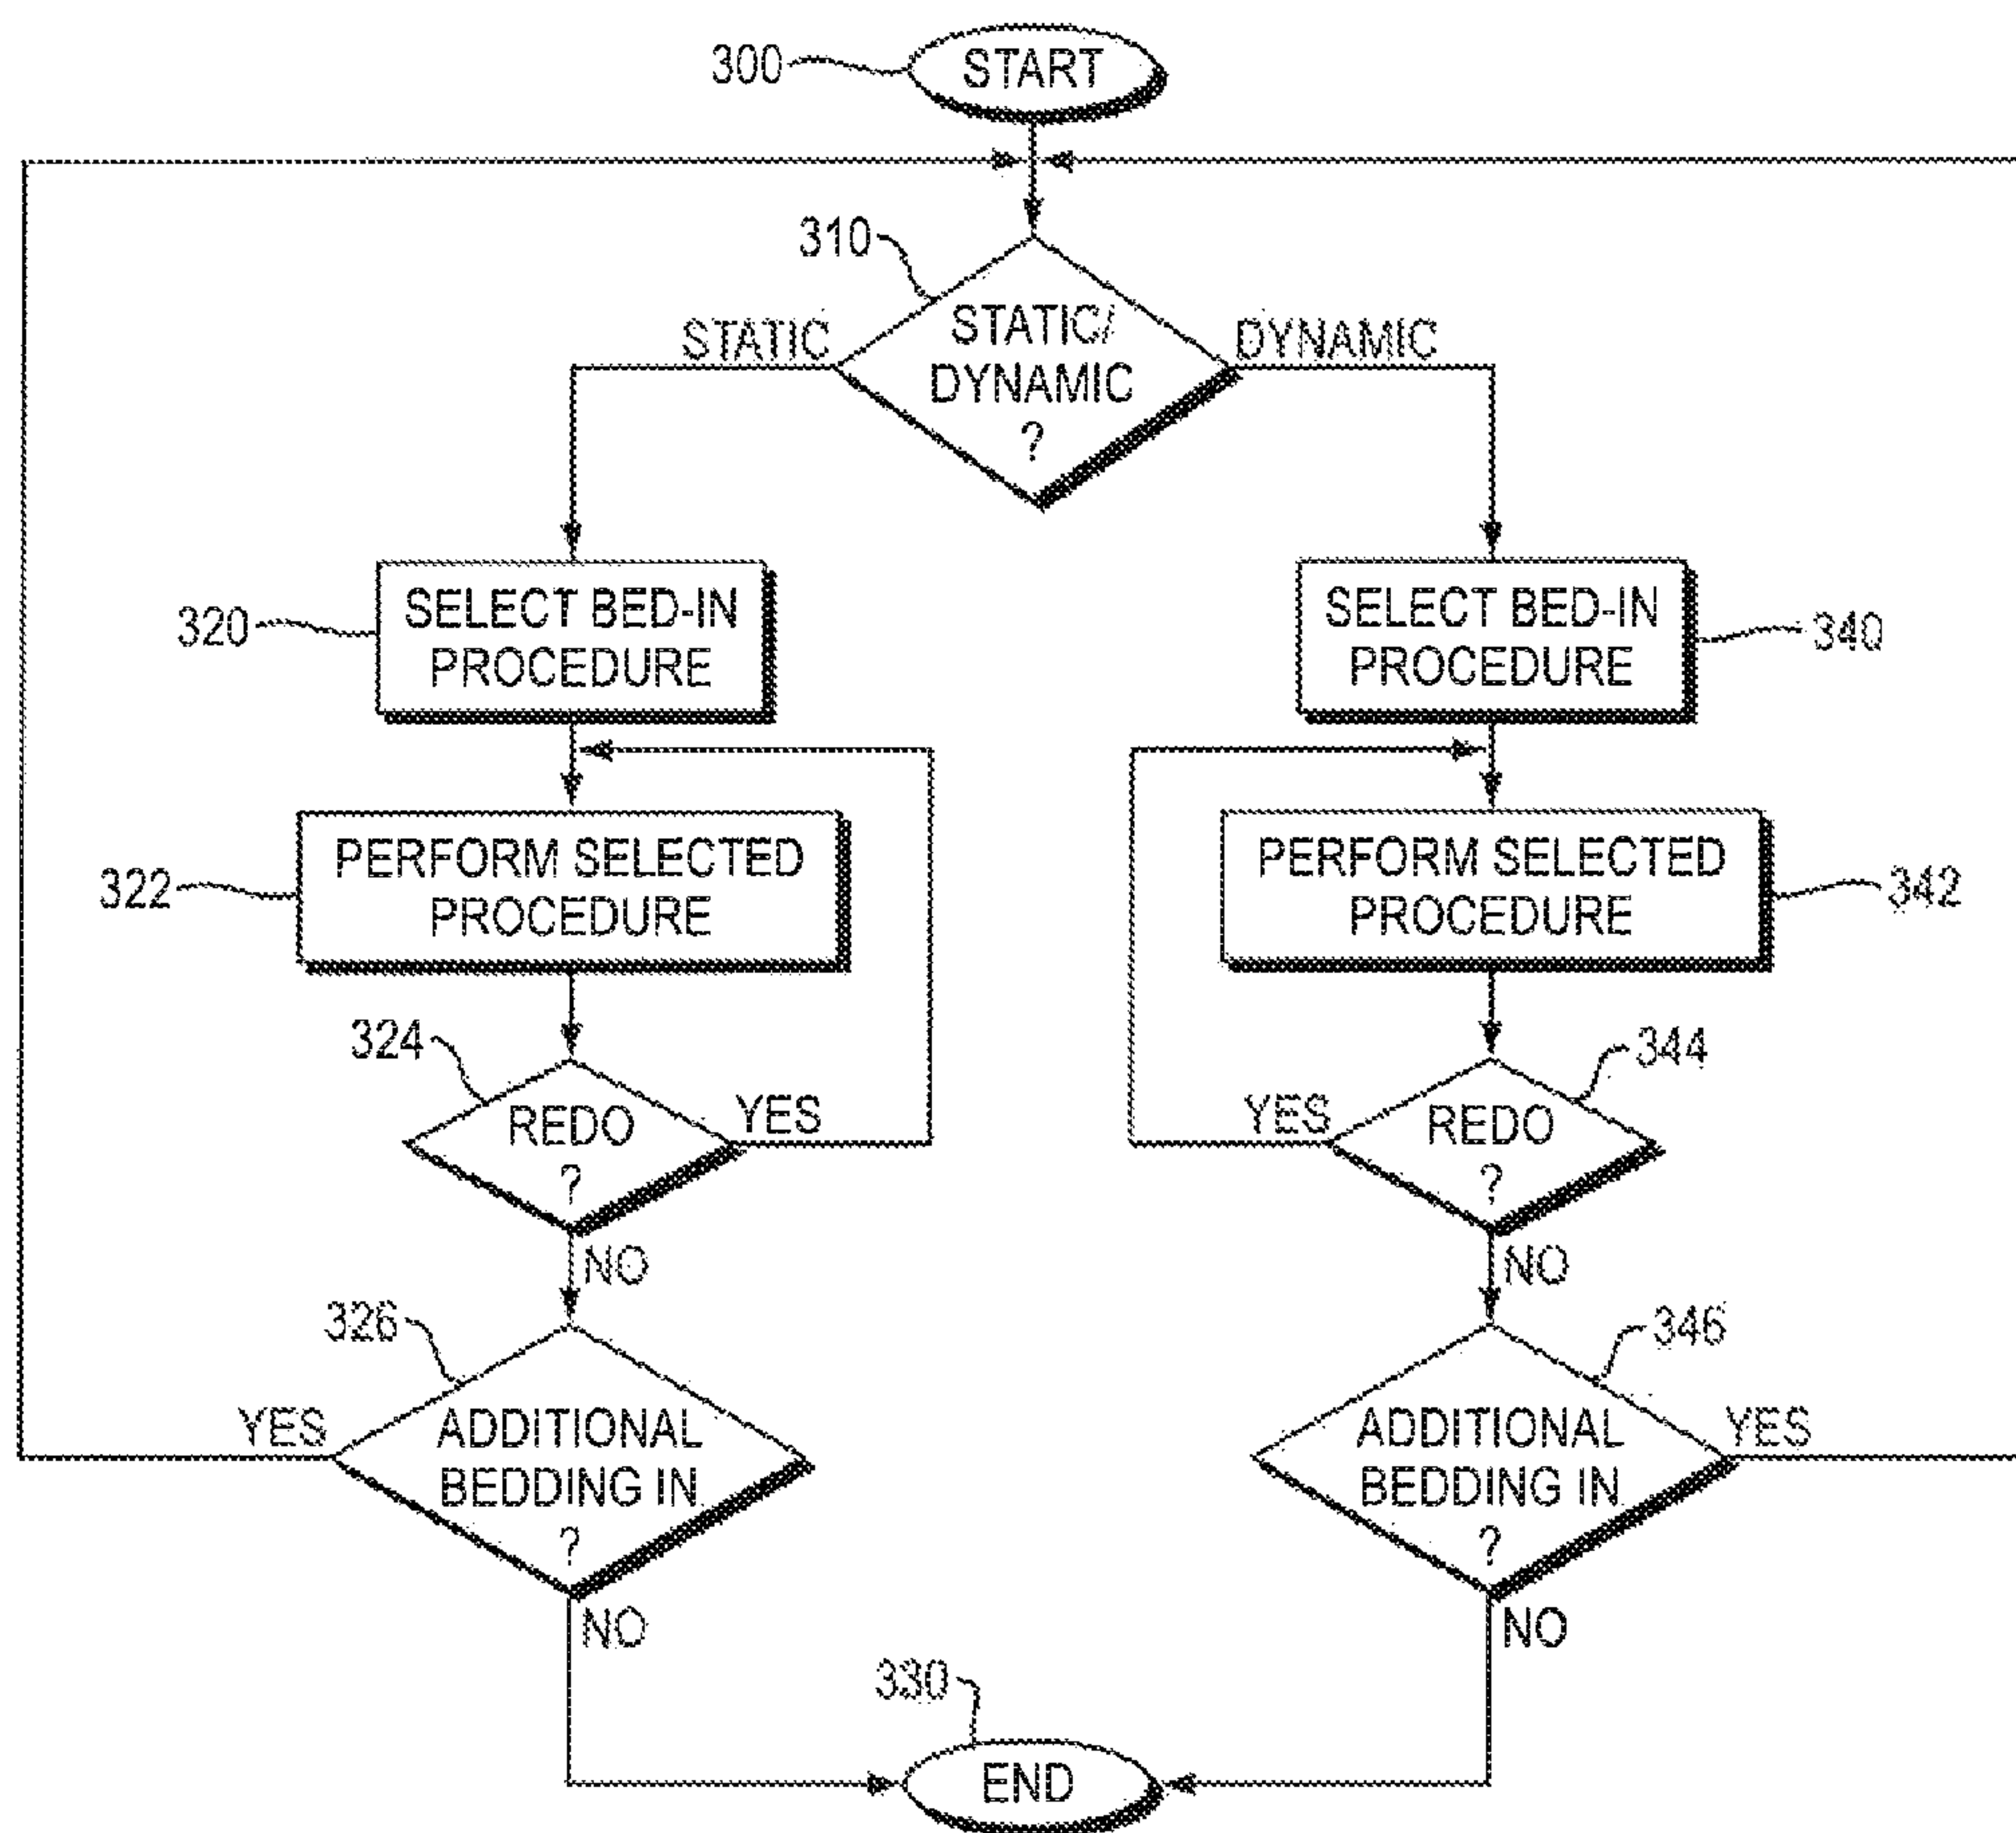 300
START
310
STATIC
STATIC/
DYNAMIC
?
DYNAMIC
320
SELECT BED-IN
PROCEDURE
SELECT BED-IN
PROCEDURE
340
322
PERFORM SELECTED
PROCEDURE
PERFORM SELECTED
PROCEDURE
342
324
REDO
?
YES
NO
YES
REDO
?
344
NO
326
YES
ADDITIONAL
BEDDING IN
?
NO
346
ADDITIONAL
BEDDING IN
?
YES
NO
330
END